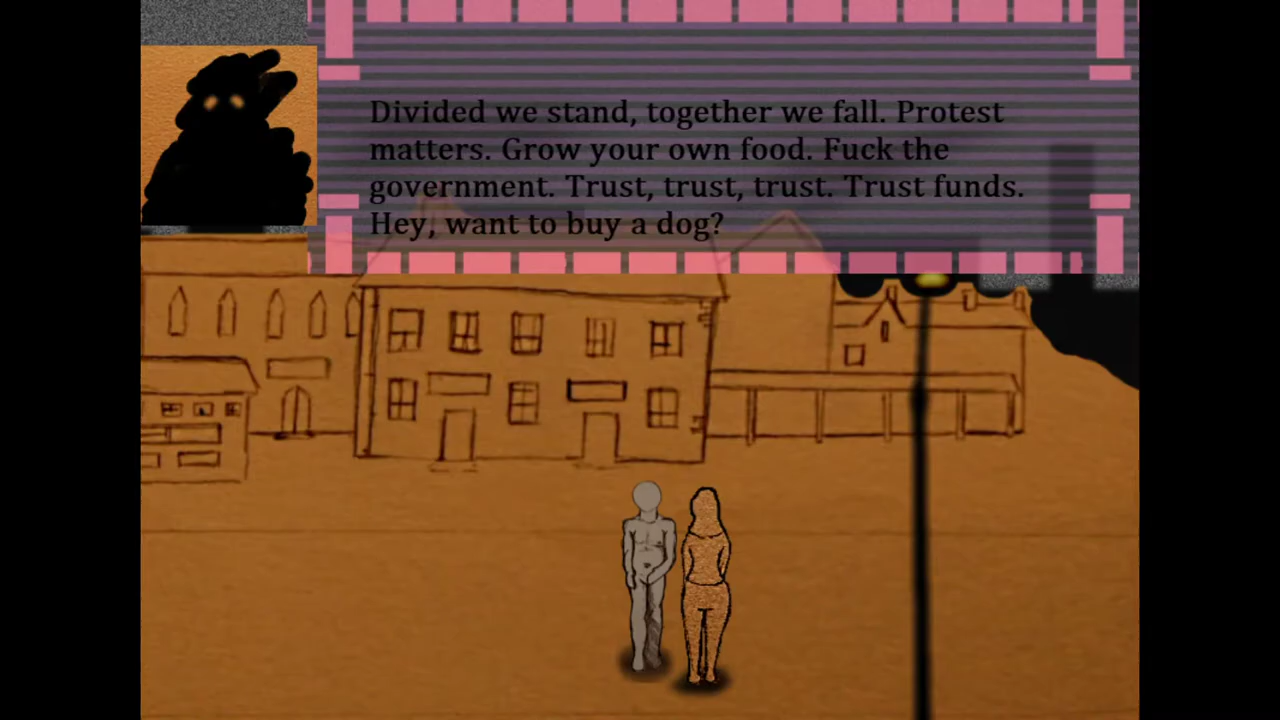 Divided we stand, together we fall. Protest
matters. Grow your own food. Fuck the
government. Trust, trust, trust. Trust funds.
Hey, want to buy a dog?